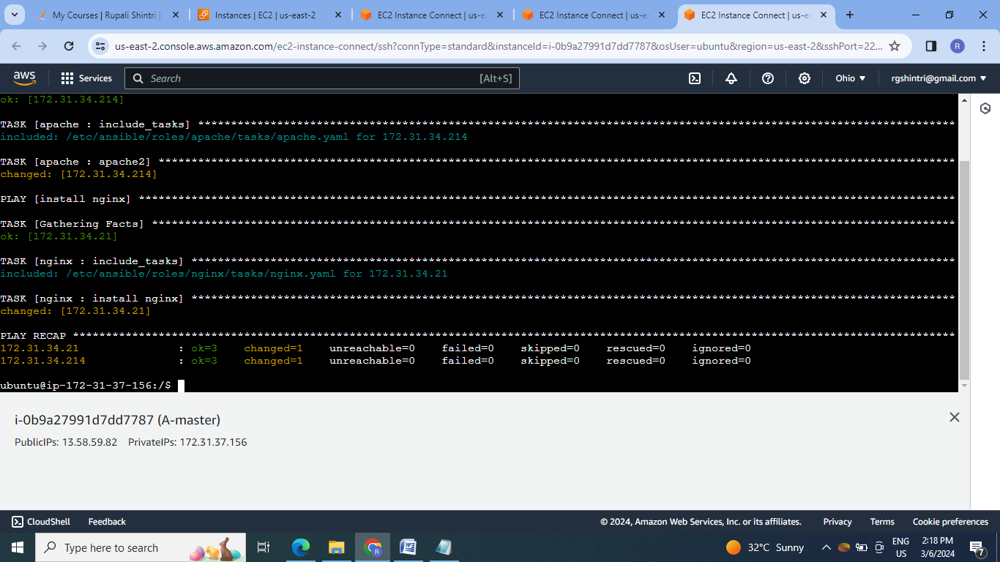 My Courses | Rupali Shintri |
Instances | EC2 | us-east-2
EC2 Instance Connect | us-ea
EC2 Instance Connect | us-ea
EC2 Instance Connect | us-ea
us-east-2.console.aws.amazon.com/ec2-instance-connect/ssh?connType=standard&instanceId=i-0b9a27991d7dd7787&osUser=ubuntu&region=us-east-2&sshPort=22...
R
aws
Services
Search
[Alt+S]
Ohio
rgshintri@gmail.com
ok: [172.31.34.214]
TASK [apache : include_tasks] *******************************************************************************************************************
included: /etc/ansible/roles/apache/tasks/apache.yaml for 172.31.34.214
TASK [apache : apache2] *************************************************************************************************************************
changed: [172.31.34.214]
PLAY [install nginx] ****************************************************************************************************************************
TASK [Gathering Facts] **************************************************************************************************************************
ok: [172.31.34.21]
TASK [nginx : include_tasks] ********************************************************************************************************************
included: /etc/ansible/roles/nginx/tasks/nginx.yaml for 172.31.34.21
TASK [nginx : install nginx] ********************************************************************************************************************
changed: [172.31.34.21]
PLAY RECAP **************************************************************************************************************************************
172.31.34.21 : ok=3 changed=1 unreachable=0 failed=0 skipped=0 rescued=0 ignored=0
172.31.34.214 : ok=3 changed=1 unreachable=0 failed=0 skipped=0 rescued=0 ignored=0
ubuntu@ip-172-31-37-156:/$
i-0b9a27991d7dd7787 (A-master)
PublicIPs: 13.58.59.82 PrivateIPs: 172.31.37.156
CloudShell Feedback © 2024, Amazon Web Services, Inc. or its affiliates. Privacy Terms Cookie preferences
Type here to search
R
W
32°C Sunny
ENG
US
2:18 PM
3/6/2024
7